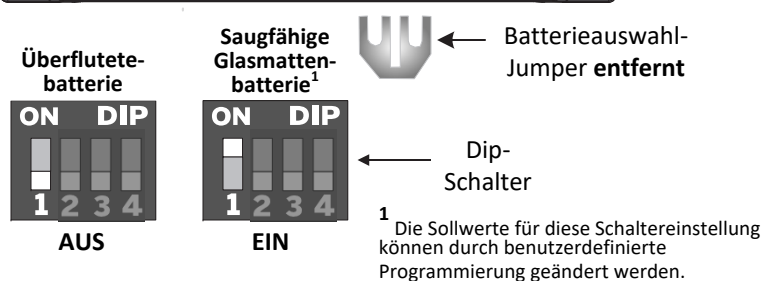 Überflutete-
batterie
ON DIP
1 2 3 4
AUS
Saugfähige
Glasmatten-
batterie¹
ON DIP
1 2 3 4
EIN
Batterieauswahl-
Jumper entfernt
Dip-
Schalter
¹ Die Sollwerte für diese Schaltereinstellung
können durch benutzerdefinierte
Programmierung geändert werden.